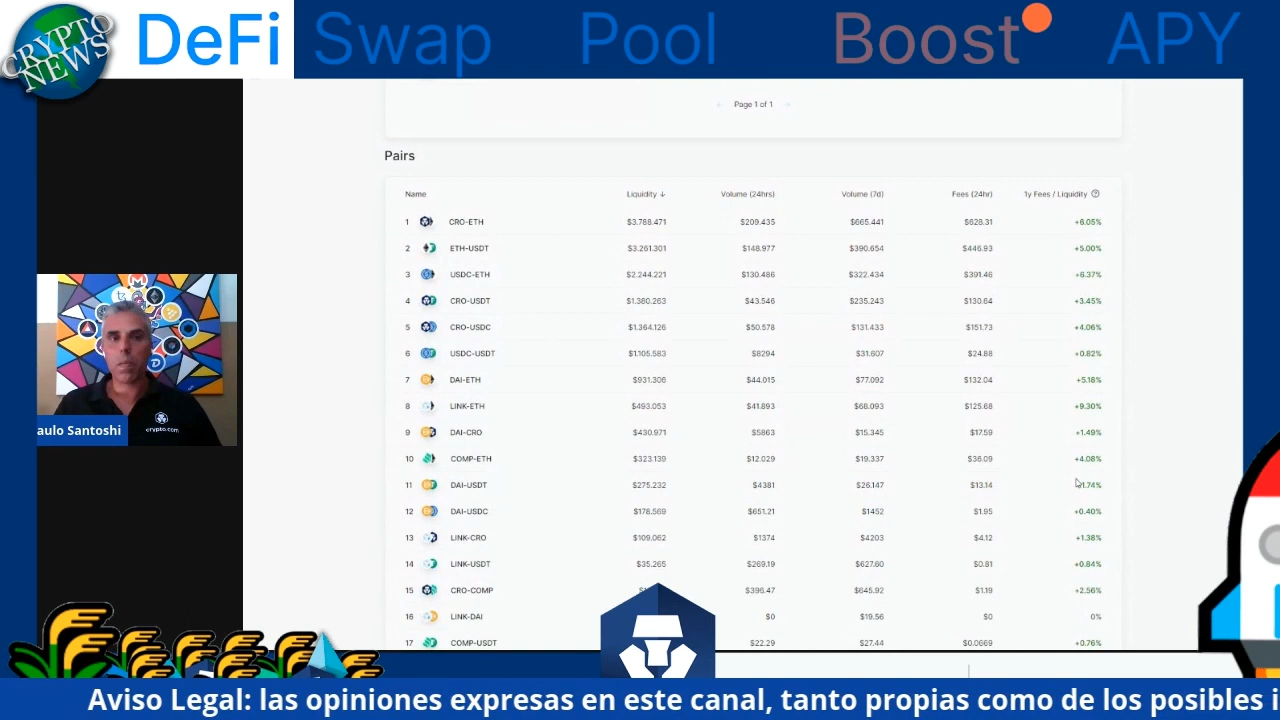 CRYPTO
NEWS
DeFi
Swap
Pool
Boost
APY
Page 1 of 1
Pairs
Name Liquidity ↓ Volume (24hrs) Volume (7d) Fees (24hr) 1y Fees / Liquidity ?
1 CRO-ETH $3.788.471 $209.435 $665.441 $628.31 +6.05%
2 ETH-USDT $3.261.301 $148.977 $390.654 $446.93 +5.00%
3 USDC-ETH $2.244.221 $130.486 $322.434 $391.46 +6.37%
4 CRO-USDT $1.380.263 $43.546 $235.243 $130.64 +3.45%
5 CRO-USDC $1.364.126 $50.578 $131.433 $151.73 +4.06%
6 USDC-USDT $1.105.583 $8294 $31.607 $24.88 +0.82%
7 DAI-ETH $931.306 $44.015 $77.092 $132.04 +5.18%
8 LINK-ETH $493.053 $41.893 $68.093 $125.68 +9.30%
9 DAI-CRO $430.971 $5863 $15.345 $17.59 +1.49%
10 COMP-ETH $323.139 $12.029 $19.337 $36.09 +4.08%
11 DAI-USDT $275.232 $4381 $26.147 $13.14 1.74%
12 DAI-USDC $178.569 $651.21 $1452 $1.95 +0.40%
13 LINK-CRO $109.062 $1374 $4203 $4.12 +1.38%
14 LINK-USDT $35.265 $269.19 $627.60 $0.81 +0.84%
15 CRO-COMP $396.47 $645.92 $1.19 +2.56%
16 LINK-DAI $0 $19.56 $0 0%
17 COMP-USDT $22.29 $27.44 $0.0669 +0.76%
crypto.com
aulo Santoshi
Aviso Legal: las opiniones expresas en este canal, tanto propias como de los posibles i